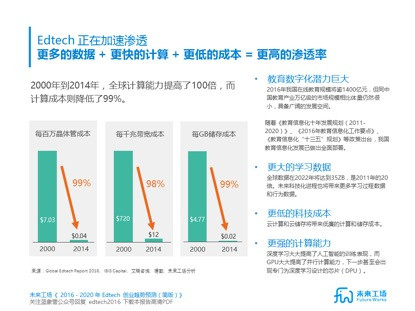 Edtech 正在加速渗透
更多的数据 + 更快的计算 + 更低的成本 = 更高的渗透率
2000年到2014年，全球计算能力提高了100倍，而
计算成本则降低了99%。
每百万晶体管成本
99%
$7.03
$0.04
2000 2014
每千兆宽成本
98%
$720
$12
2000 2014
每GB储存成本
99%
$4.77
$0.02
2000 2014
来源：Global Edtech Report 2016，IBIS Capital，艾瑞咨询，德勤，未来工场分析
• 教育数字化潜力巨大
2016年我国在线教育规模将逾1400亿元，但同中
国教育产业万亿级的市场规模相比体量仍然很
小，具备广阔的发展空间。
随着《教育信息化十年发展规划（2011-
2020）》、《2016年教育信息化工作要点》、
《教育信息化“十三五”规划》等政策出台，我国
教育信息化发展已做出全面部署。
• 更大的学习数据
全球数据在2022年将达到35ZB，是2011年的20
倍。未来科技化进程也将带来更多学习过程数据
和行为数据。
• 更低的科技成本
云计算和云储存将带来低廉的计算和储存成本。
• 更强的计算能力
深度学习大大提高了人工智能的训练表现，而
GPU大大提高了并行计算能力，下一步甚至会出
现专门为深度学习设计的芯片（DPU）。
未来工场《 2016 - 2020 年 Edtech 创业趋势预测（第版）》
关注蓝象营公众号回复 edtech2016 下载本报告高清PDF
未来工场
FutureWorks